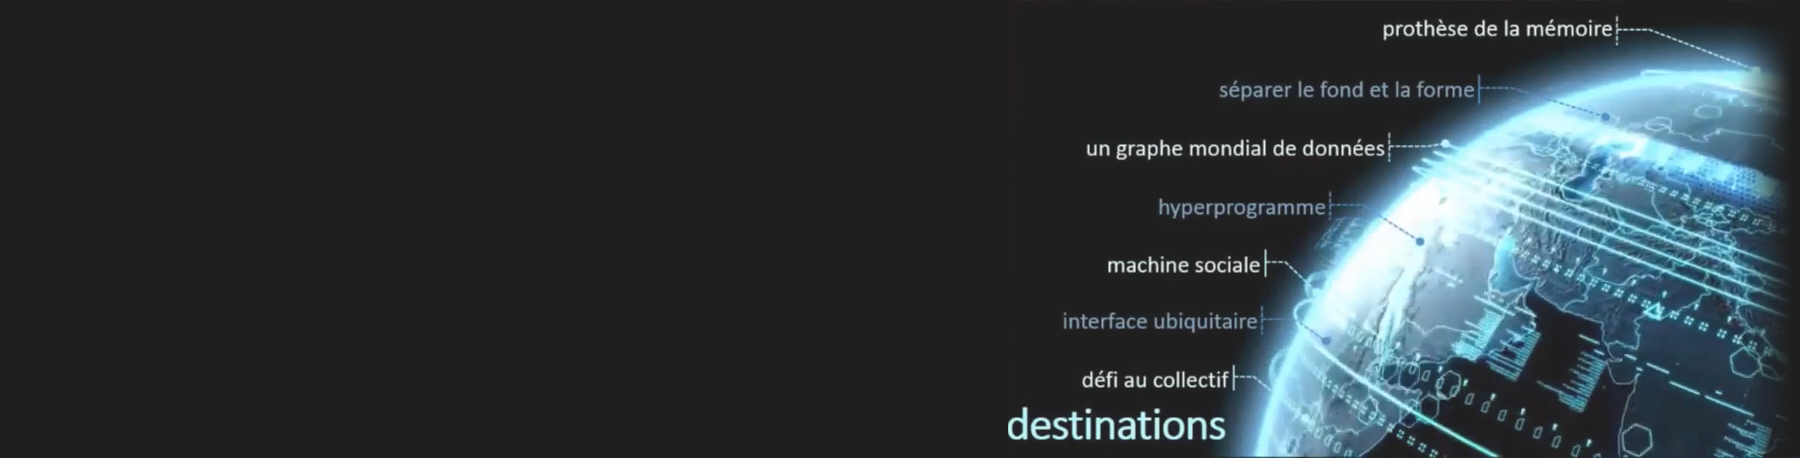 prothèse de la mémoire
séparer le fond et la forme
un graphe mondial de données
hyperprogramme
machine sociale
interface ubiquitaire
défi au collectif
destinations